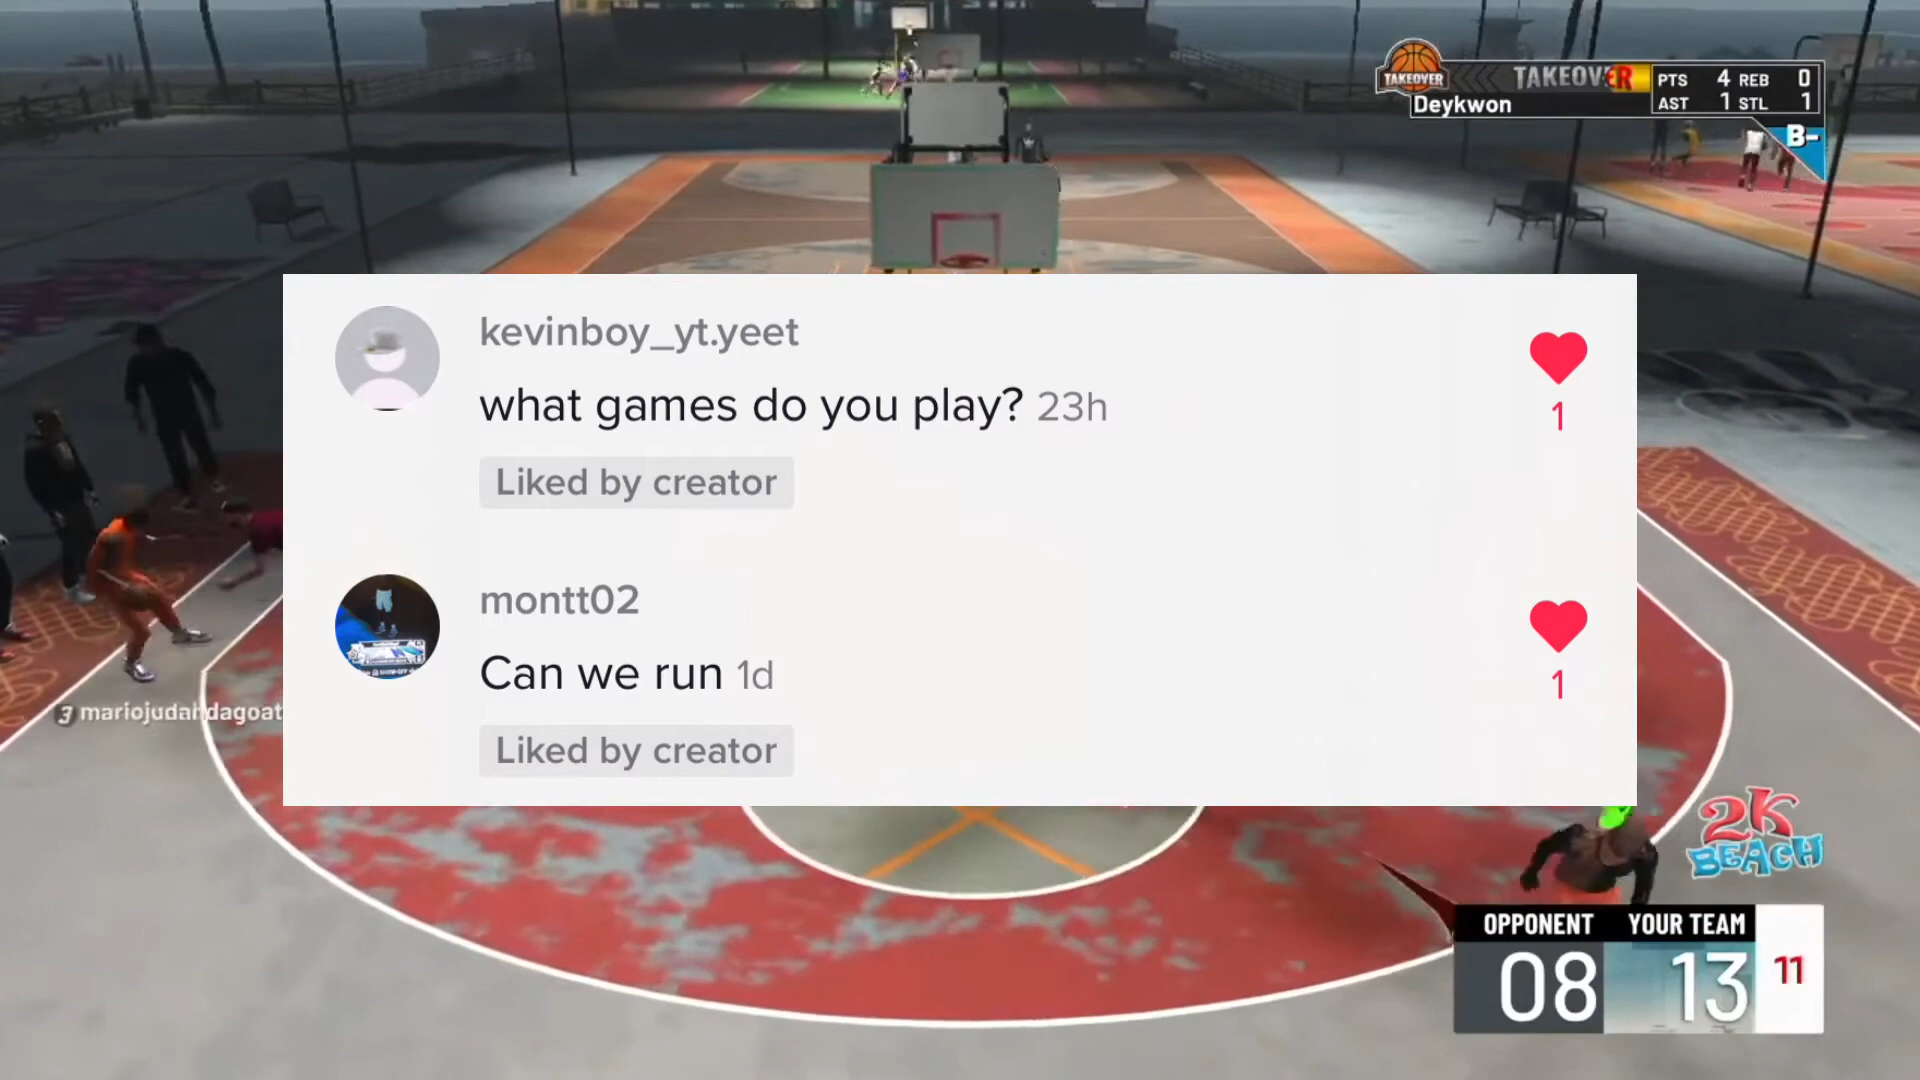 TAKEOVER
TAKEOVER
PTS 4 REB 0
Deykwon
AST 1 STL 1
B-
kevinboy_yt.yeet
what games do you play? 23h
1
Liked by creator
montt02
Can we run 1d
1
Liked by creator
3 mariojudahdagoat
2K
BEACH
OPPONENT YOUR TEAM
08 13 11